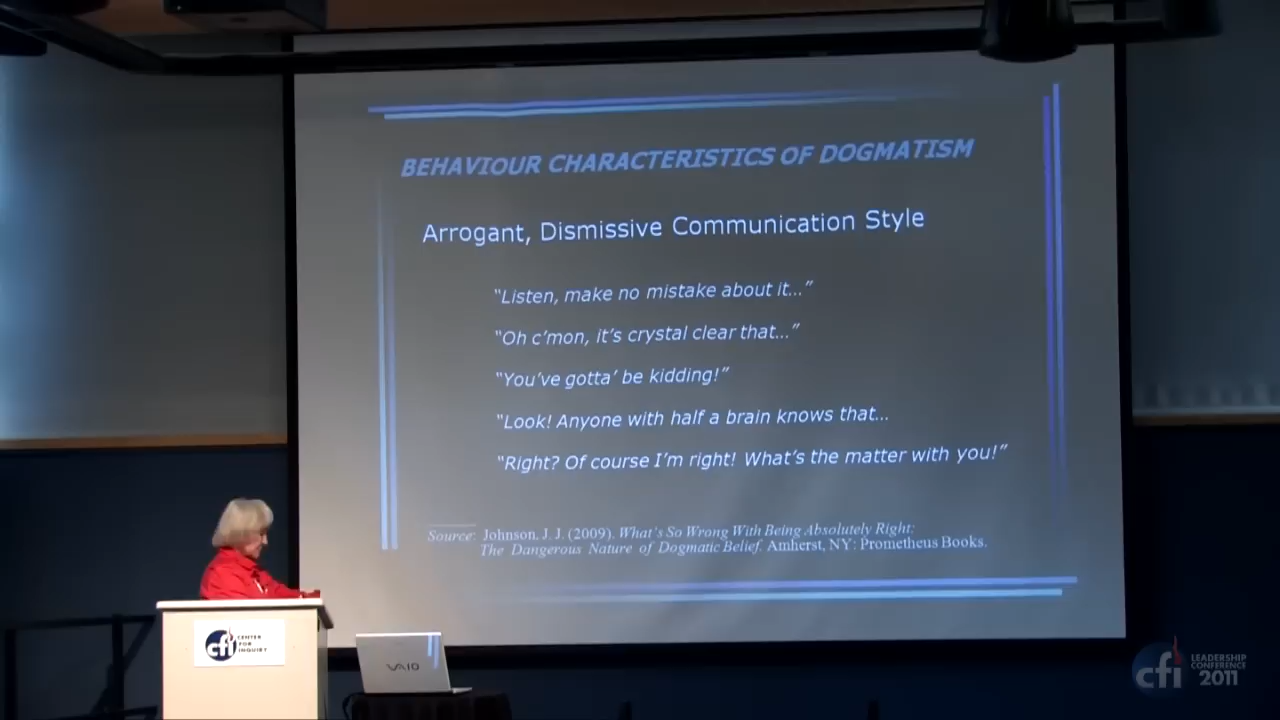 BEHAVIOUR CHARACTERISTICS OF DOGMATISM
Arrogant, Dismissive Communication Style
“Listen, make no mistake about it...”
“Oh c’mon, it’s crystal clear that...”
“You’ve gotta’ be kidding!”
“Look! Anyone with half a brain knows that...
“Right? Of course I’m right! What’s the matter with you!”
Source: Johnson, J. J. (2009). What’s So Wrong With Being Absolutely Right:
The Dangerous Nature of Dogmatic Belief. Amherst, NY: Prometheus Books.
cfi CENTER
FOR
INQUIRY
VAIO
cfi LEADERSHIP
CONFERENCE
2011